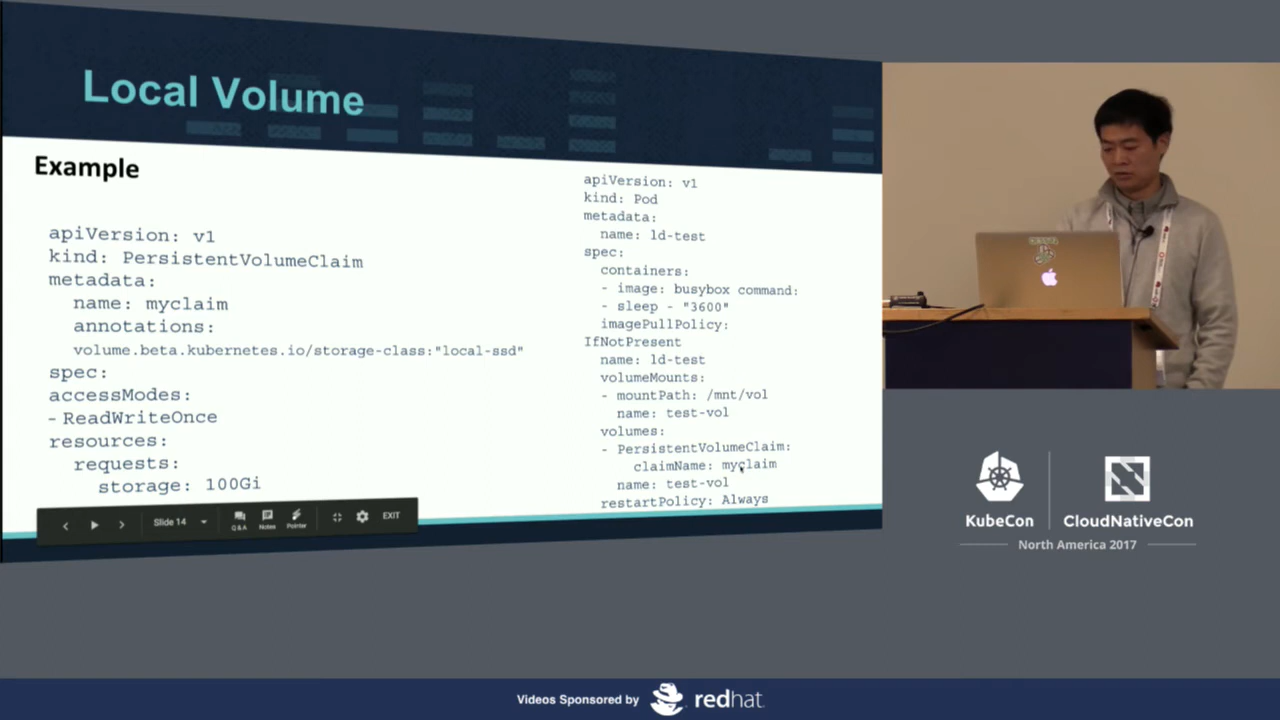 Local Volume
Example
apiVersion: v1
kind: PersistentVolumeClaim
metadata:
name: myclaim
annotations:
volume.beta.kubernetes.io/storage-class:"local-ssd"
spec:
accessModes:
- ReadWriteOnce
resources:
requests:
storage: 100Gi
apiVersion: v1
kind: Pod
metadata:
name: ld-test
spec:
containers:
- image: busybox command:
- sleep - "3600"
imagePullPolicy:
IfNotPresent
name: ld-test
volumeMounts:
- mountPath: /mnt/vol
name: test-vol
volumes:
- PersistentVolumeClaim:
claimName: myclaim
name: test-vol
restartPolicy: Always
Slide 14
Q&A
Notes
Pointer
EXIT
KubeCon
CloudNativeCon
North America 2017
Videos Sponsored by
redhat